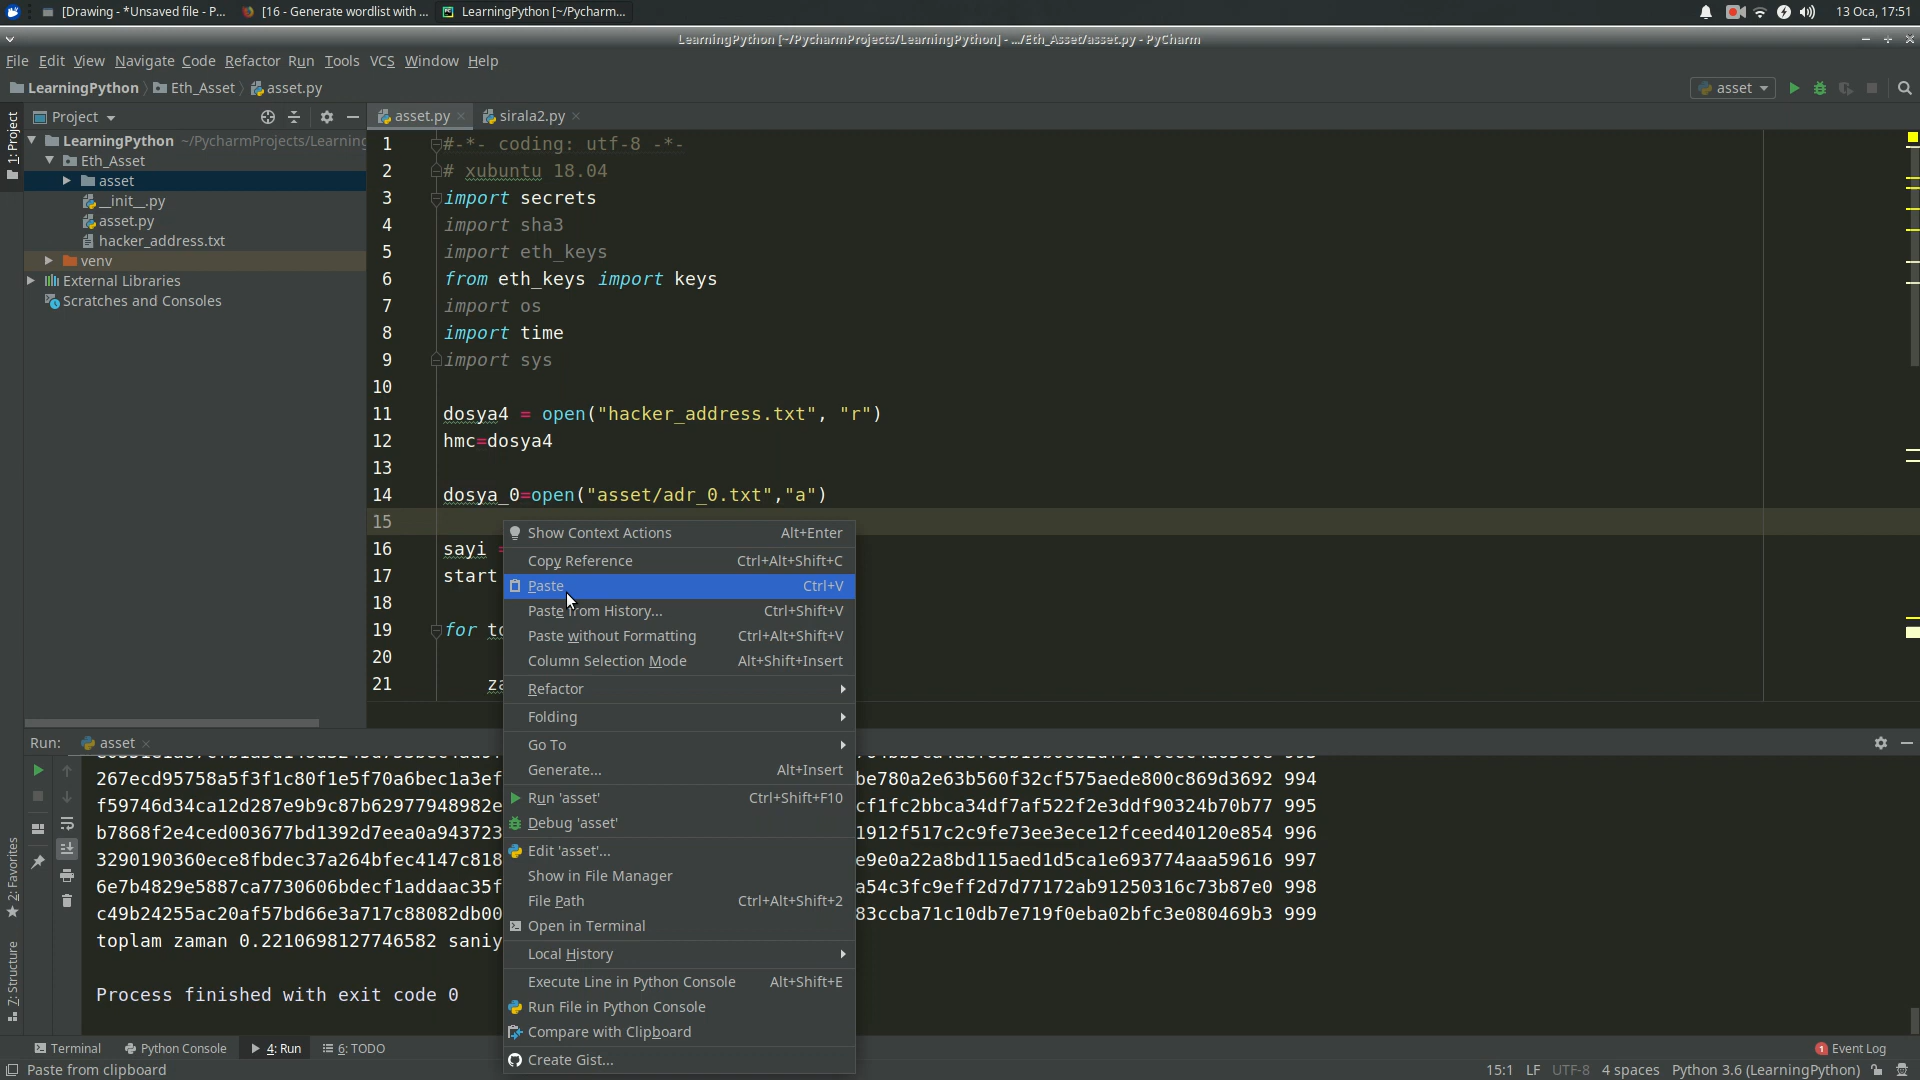 [Drawing - *Unsaved file - P... [16 - Generate wordlist with ... LearningPython [~/Pycharm... 13 Oca, 17:51
LearningPython [~/PycharmProjects/LearningPython] - .../Eth_Asset/asset.py - PyCharm
File Edit View Navigate Code Refactor Run Tools VCS Window Help
LearningPython Eth_Asset asset.py asset
1: Project
Project
LearningPython ~/PycharmProjects/Learning
Eth_Asset
asset
__init__.py
asset.py
hacker_address.txt
venv
External Libraries
Scratches and Consoles
asset.py sirala2.py
1 #-*- coding: utf-8 -*-
2 # xubuntu 18.04
3 import secrets
4 import sha3
5 import eth_keys
6 from eth_keys import keys
7 import os
8 import time
9 import sys
10
11 dosya4 = open("hacker_address.txt", "r")
12 hmc=dosya4
13
14 dosya_0=open("asset/adr_0.txt","a")
15
16 sayi =
17 start
18
19 for to
20
21 za
Show Context Actions Alt+Enter
Copy Reference Ctrl+Alt+Shift+C
Paste Ctrl+V
Paste from History... Ctrl+Shift+V
Paste without Formatting Ctrl+Alt+Shift+V
Column Selection Mode Alt+Shift+Insert
Refactor
Folding
Go To
Generate... Alt+Insert
Run 'asset' Ctrl+Shift+F10
Debug 'asset'
Edit 'asset'...
Show in File Manager
File Path Ctrl+Alt+Shift+2
Open in Terminal
Local History
Execute Line in Python Console Alt+Shift+E
Run File in Python Console
Compare with Clipboard
Create Gist...
Run: asset
267ecd95758a5f3f1c80f1e5f70a6bec1a3ef be780a2e63b560f32cf575aede800c869d3692 994
f59746d34ca12d287e9b9c87b62977948982e cf1fc2bbca34df7af522f2e3ddf90324b70b77 995
b7868f2e4ced003677bd1392d7eea0a943723 1912f517c2c9fe73ee3ece12fceed40120e854 996
3290190360ece8fbdec37a264bfec4147c818 e9e0a22a8bd115aed1d5ca1e693774aaa59616 997
6e7b4829e5887ca7730606bdecf1addaac35f a54c3fc9eff2d7d77172ab91250316c73b87e0 998
c49b24255ac20af57bd66e3a717c88082db00 83ccba71c10db7e719f0eba02bfc3e080469b3 999
toplam zaman 0.2210698127746582 saniy
Process finished with exit code 0
2: Favorites
7: Structure
Terminal Python Console 4: Run 6: TODO 1 Event Log
Paste from clipboard 15:1 LF UTF-8 4 spaces Python 3.6 (LearningPython)